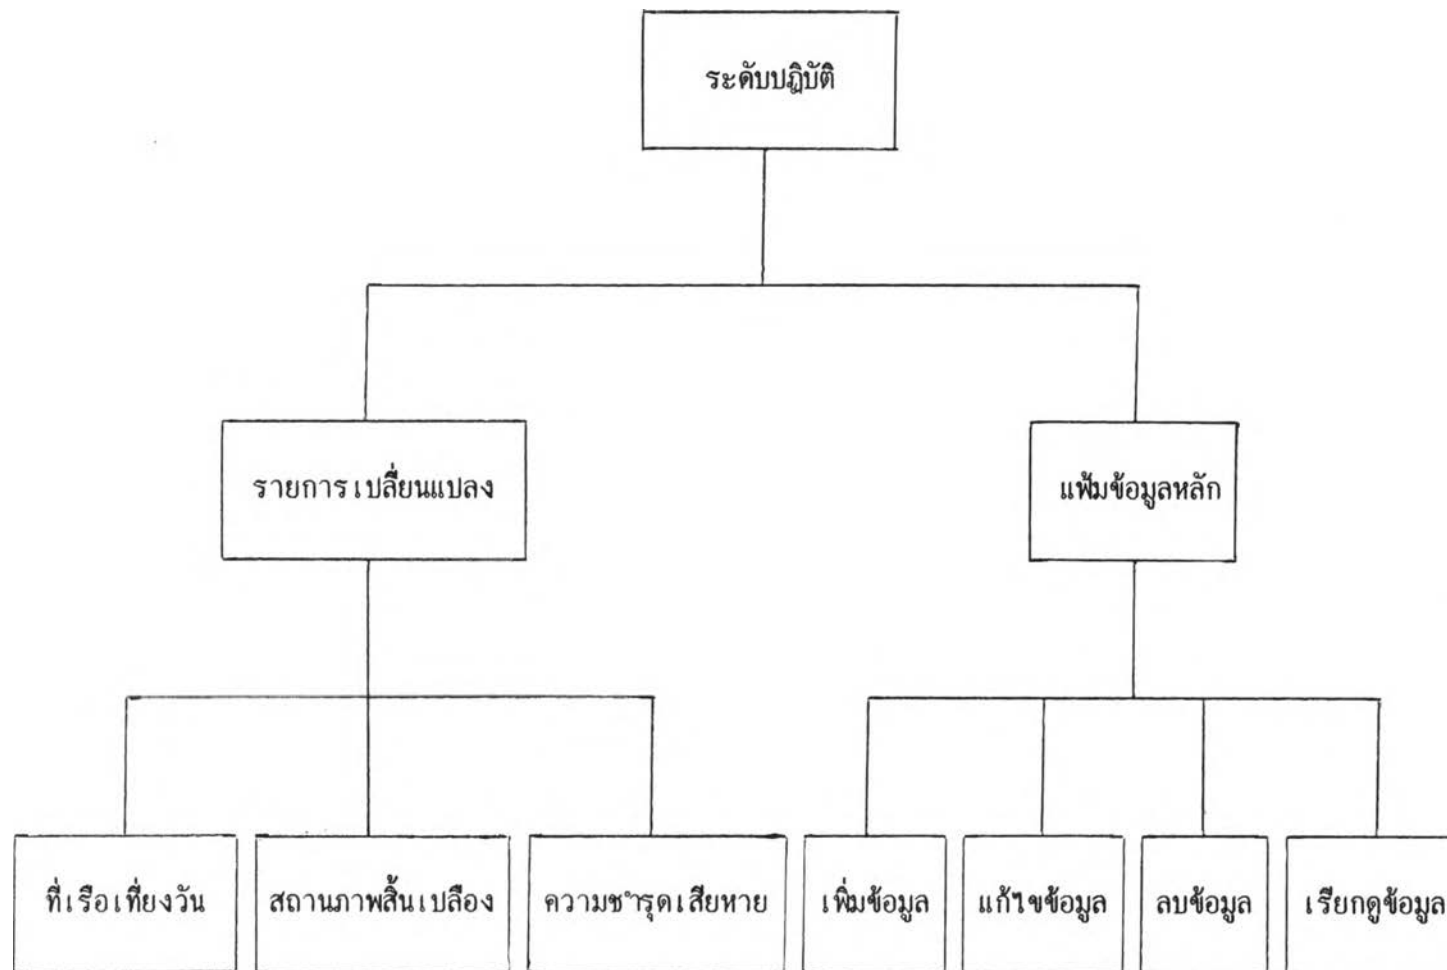 ระดับปฏิบัติ
รายการเปลี่ยนแปลง
แฟ้มข้อมูลหลัก
ที่เรือเที่ยงวัน
สถานภาพสิ้นเปลือง
ความชำรุดเสียหาย
เพิ่มข้อมูล
แก้ไขข้อมูล
ลบข้อมูล
เรียกดูข้อมูล